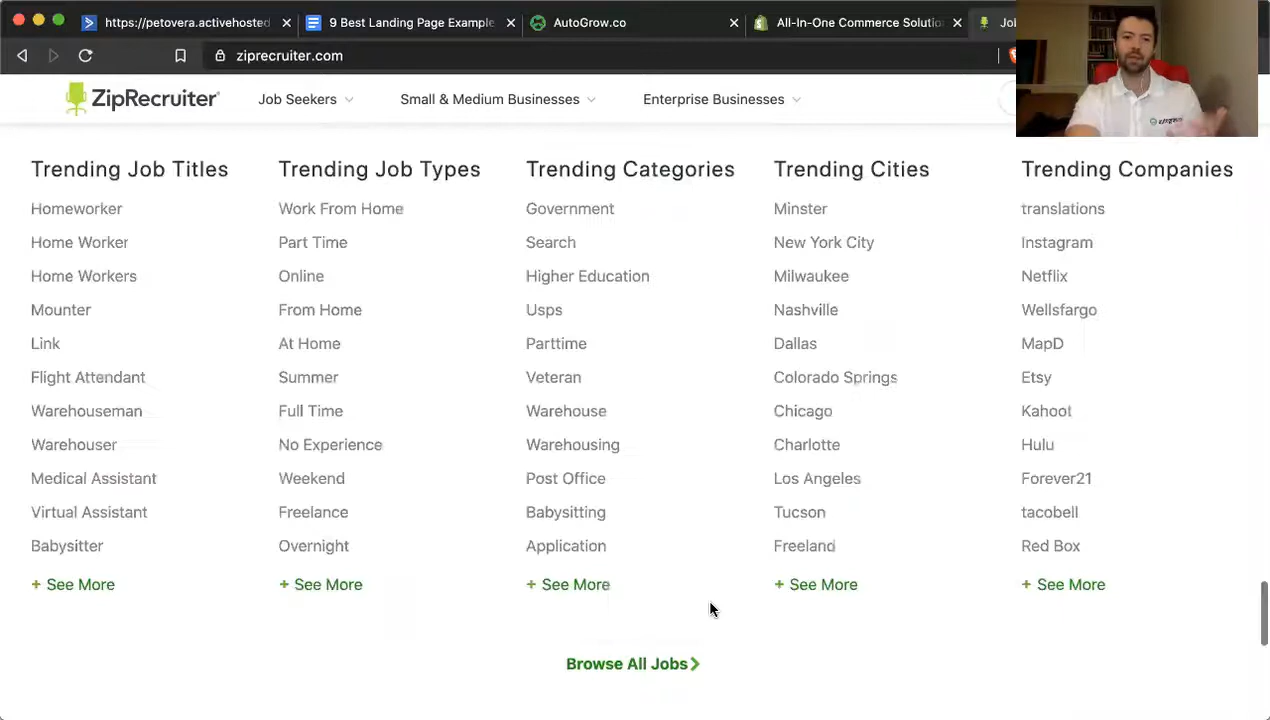 https://petovera.activehosted
9 Best Landing Page Example
AutoGrow.co
All-In-One Commerce Solutio
ziprecruiter.com
ZipRecruiter
Job Seekers
Small & Medium Businesses
Enterprise Businesses
Trending Job Titles
Homeworker
Home Worker
Home Workers
Mounter
Link
Flight Attendant
Warehouseman
Warehouser
Medical Assistant
Virtual Assistant
Babysitter
+ See More
Trending Job Types
Work From Home
Part Time
Online
From Home
At Home
Summer
Full Time
No Experience
Weekend
Freelance
Overnight
+ See More
Trending Categories
Government
Search
Higher Education
Usps
Parttime
Veteran
Warehouse
Warehousing
Post Office
Babysitting
Application
+ See More
Trending Cities
Minster
New York City
Milwaukee
Nashville
Dallas
Colorado Springs
Chicago
Charlotte
Los Angeles
Tucson
Freeland
+ See More
Trending Companies
translations
Instagram
Netflix
Wellsfargo
MapD
Etsy
Kahoot
Hulu
Forever21
tacobell
Red Box
+ See More
Browse All Jobs